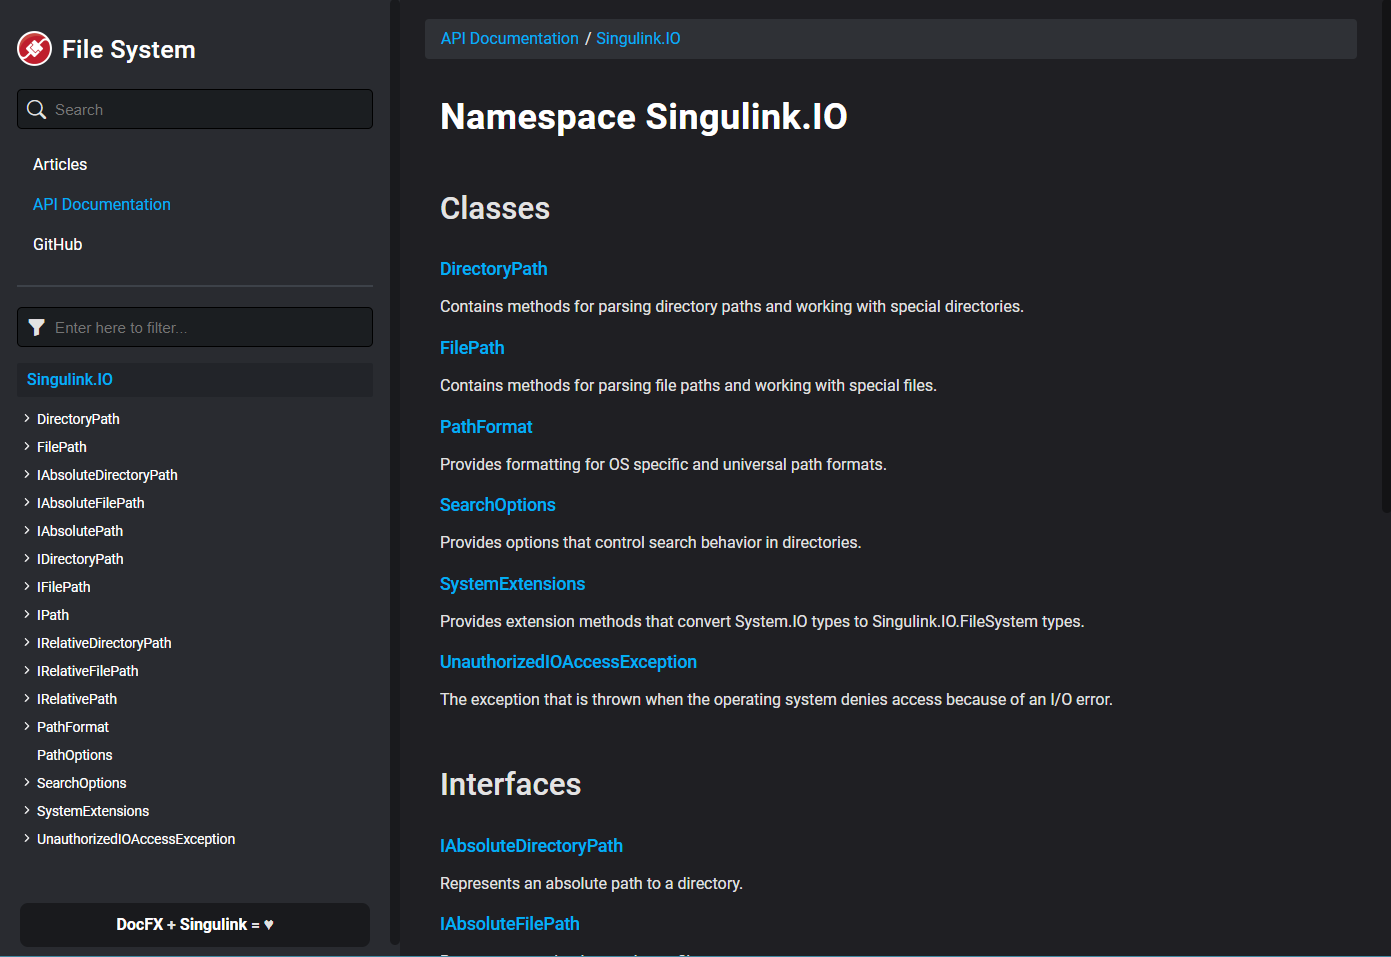 File System
Search
Articles
API Documentation
GitHub
Enter here to filter...
Singulink.IO
DirectoryPath
FilePath
IAbsoluteDirectoryPath
IAbsoluteFilePath
IAbsolutePath
IDirectoryPath
IFilePath
IPath
IRelativeDirectoryPath
IRelativeFilePath
IRelativePath
PathFormat
PathOptions
SearchOptions
SystemExtensions
UnauthorizedIOAccessException
DocFX + Singulink = ♥
API Documentation / Singulink.IO
Namespace Singulink.IO
Classes
DirectoryPath
Contains methods for parsing directory paths and working with special directories.
FilePath
Contains methods for parsing file paths and working with special files.
PathFormat
Provides formatting for OS specific and universal path formats.
SearchOptions
Provides options that control search behavior in directories.
SystemExtensions
Provides extension methods that convert System.IO types to Singulink.IO.FileSystem types.
UnauthorizedIOAccessException
The exception that is thrown when the operating system denies access because of an I/O error.
Interfaces
IAbsoluteDirectoryPath
Represents an absolute path to a directory.
IAbsoluteFilePath